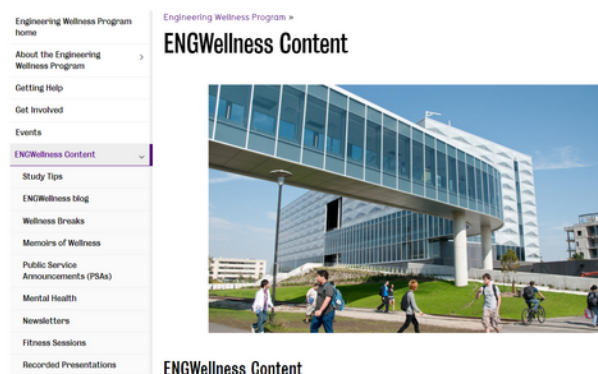 Engineering Wellness Program
home
About the Engineering
Wellness Program
Getting Help
Get Involved
Events
ENGWellness Content
Study Tips
ENGWellness blog
Wellness Breaks
Memoirs of Wellness
Public Service
Announcements (PSAs)
Mental Health
Newsletters
Fitness Sessions
Recorded Presentations
Engineering Wellness Program »
ENGWellness Content
ENGWellness Content